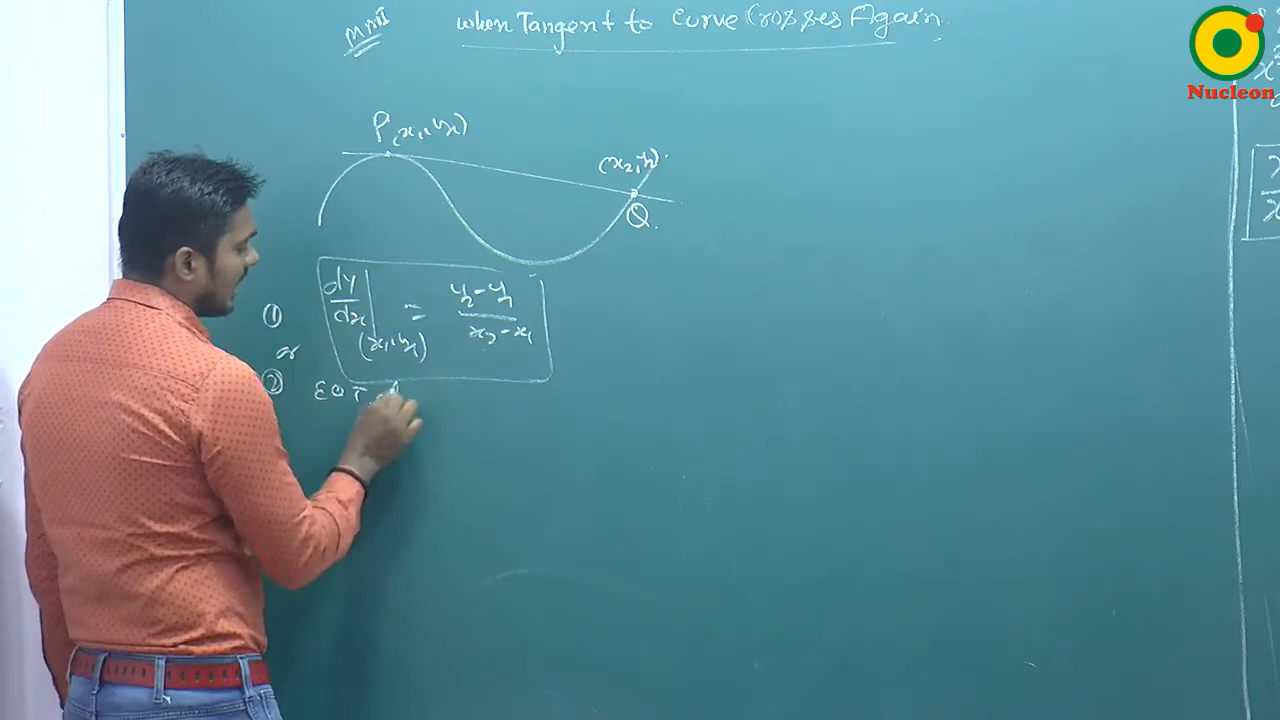 when Tangent to Curve Crosses Again
P(x₁, y₁)
(x₂, y₂)
Q
① dy/dx | (x₁, y₁) = y₂ - y₁ / x₂ - x₁
or
② EOT
Nucleon